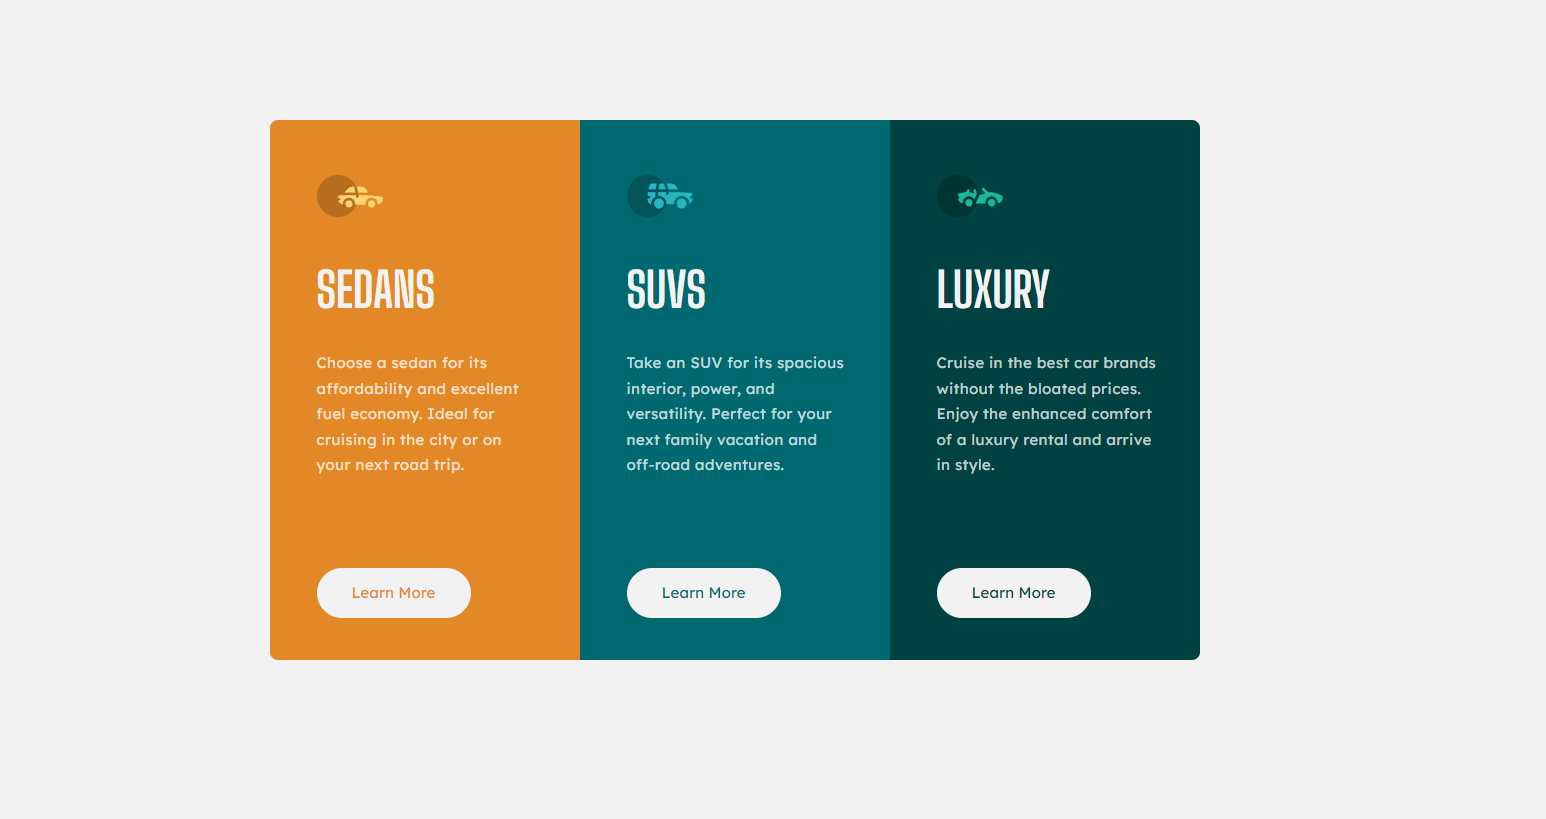 SEDANS
Choose a sedan for its
affordability and excellent
fuel economy. Ideal for
cruising in the city or on
your next road trip.
Learn More
SUVS
Take an SUV for its spacious
interior, power, and
versatility. Perfect for your
next family vacation and
off-road adventures.
Learn More
LUXURY
Cruise in the best car brands
without the bloated prices.
Enjoy the enhanced comfort
of a luxury rental and arrive
in style.
Learn More